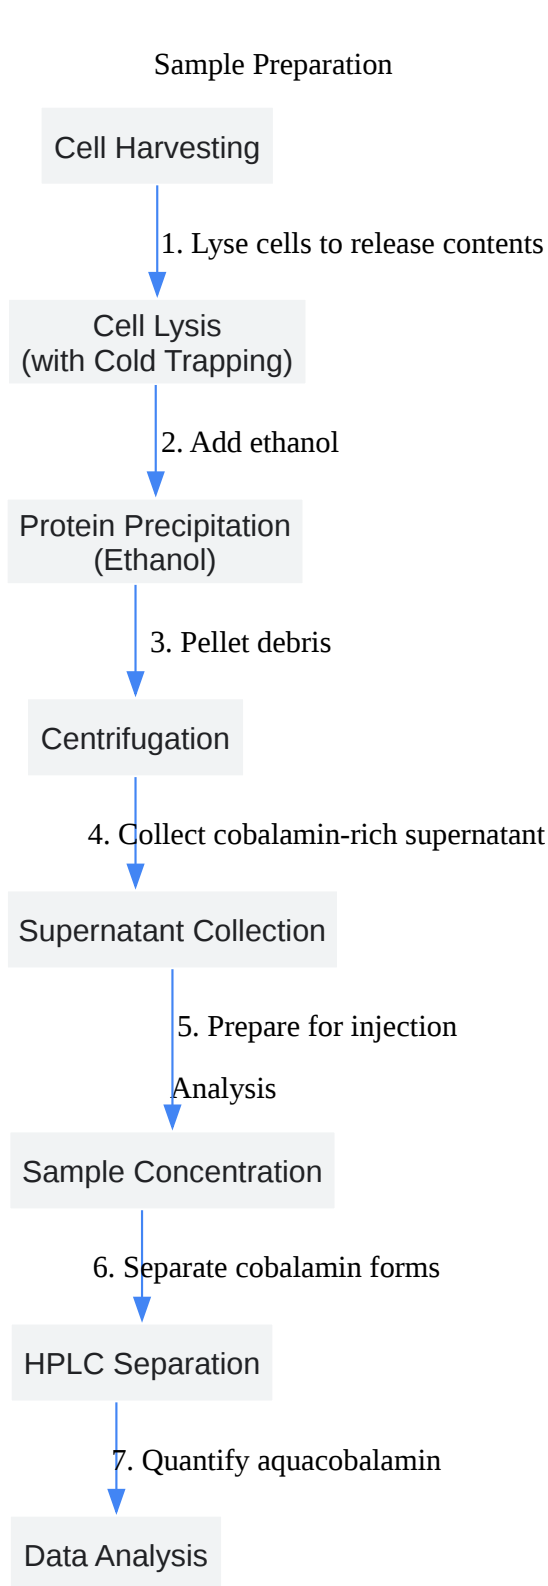 Sample Preparation
Cell Harvesting
1. Lyse cells to release contents
Cell Lysis
(with Cold Trapping)
2. Add ethanol
Protein Precipitation
(Ethanol)
3. Pellet debris
Centrifugation
4. Collect cobalamin-rich supernatant
Supernatant Collection
5. Prepare for injection
Analysis
Sample Concentration
6. Separate cobalamin forms
HPLC Separation
7. Quantify aquacobalamin
Data Analysis